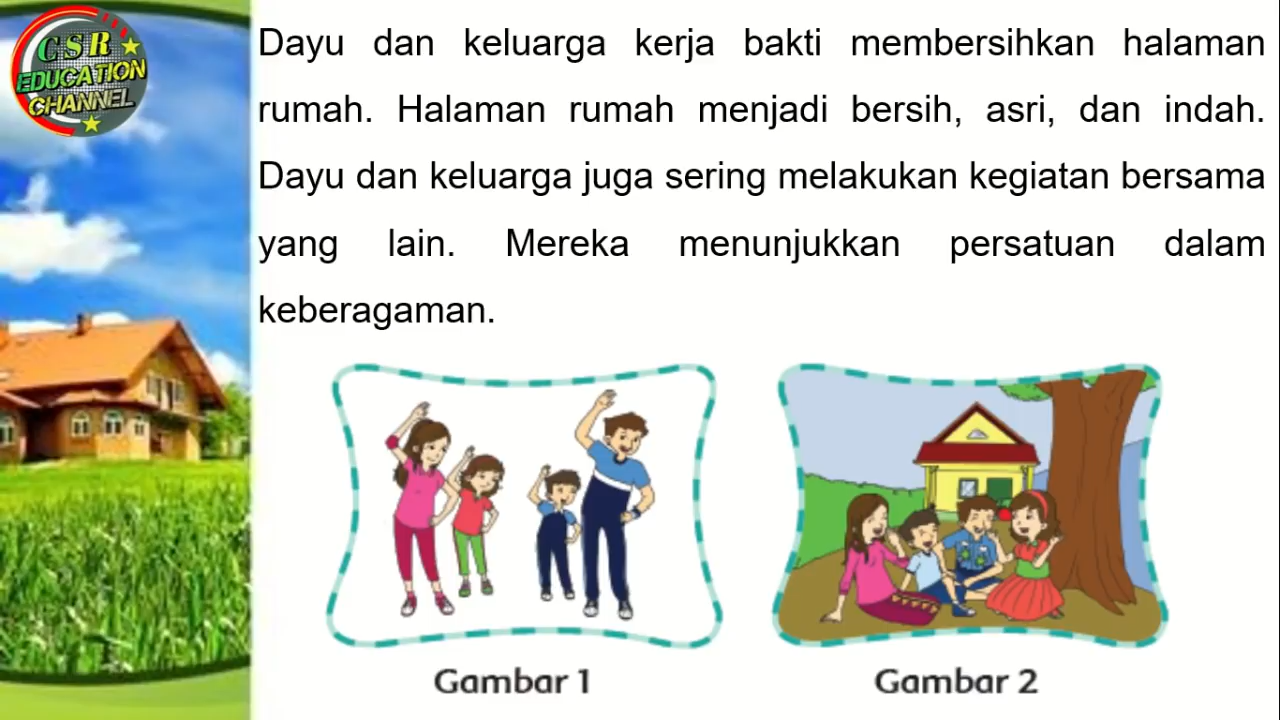 CSR
EDUCATION
CHANNEL
Dayu dan keluarga kerja bakti membersihkan halaman
rumah. Halaman rumah menjadi bersih, asri, dan indah.
Dayu dan keluarga juga sering melakukan kegiatan bersama
yang lain. Mereka menunjukkan persatuan dalam
keberagaman.
Gambar 1
Gambar 2